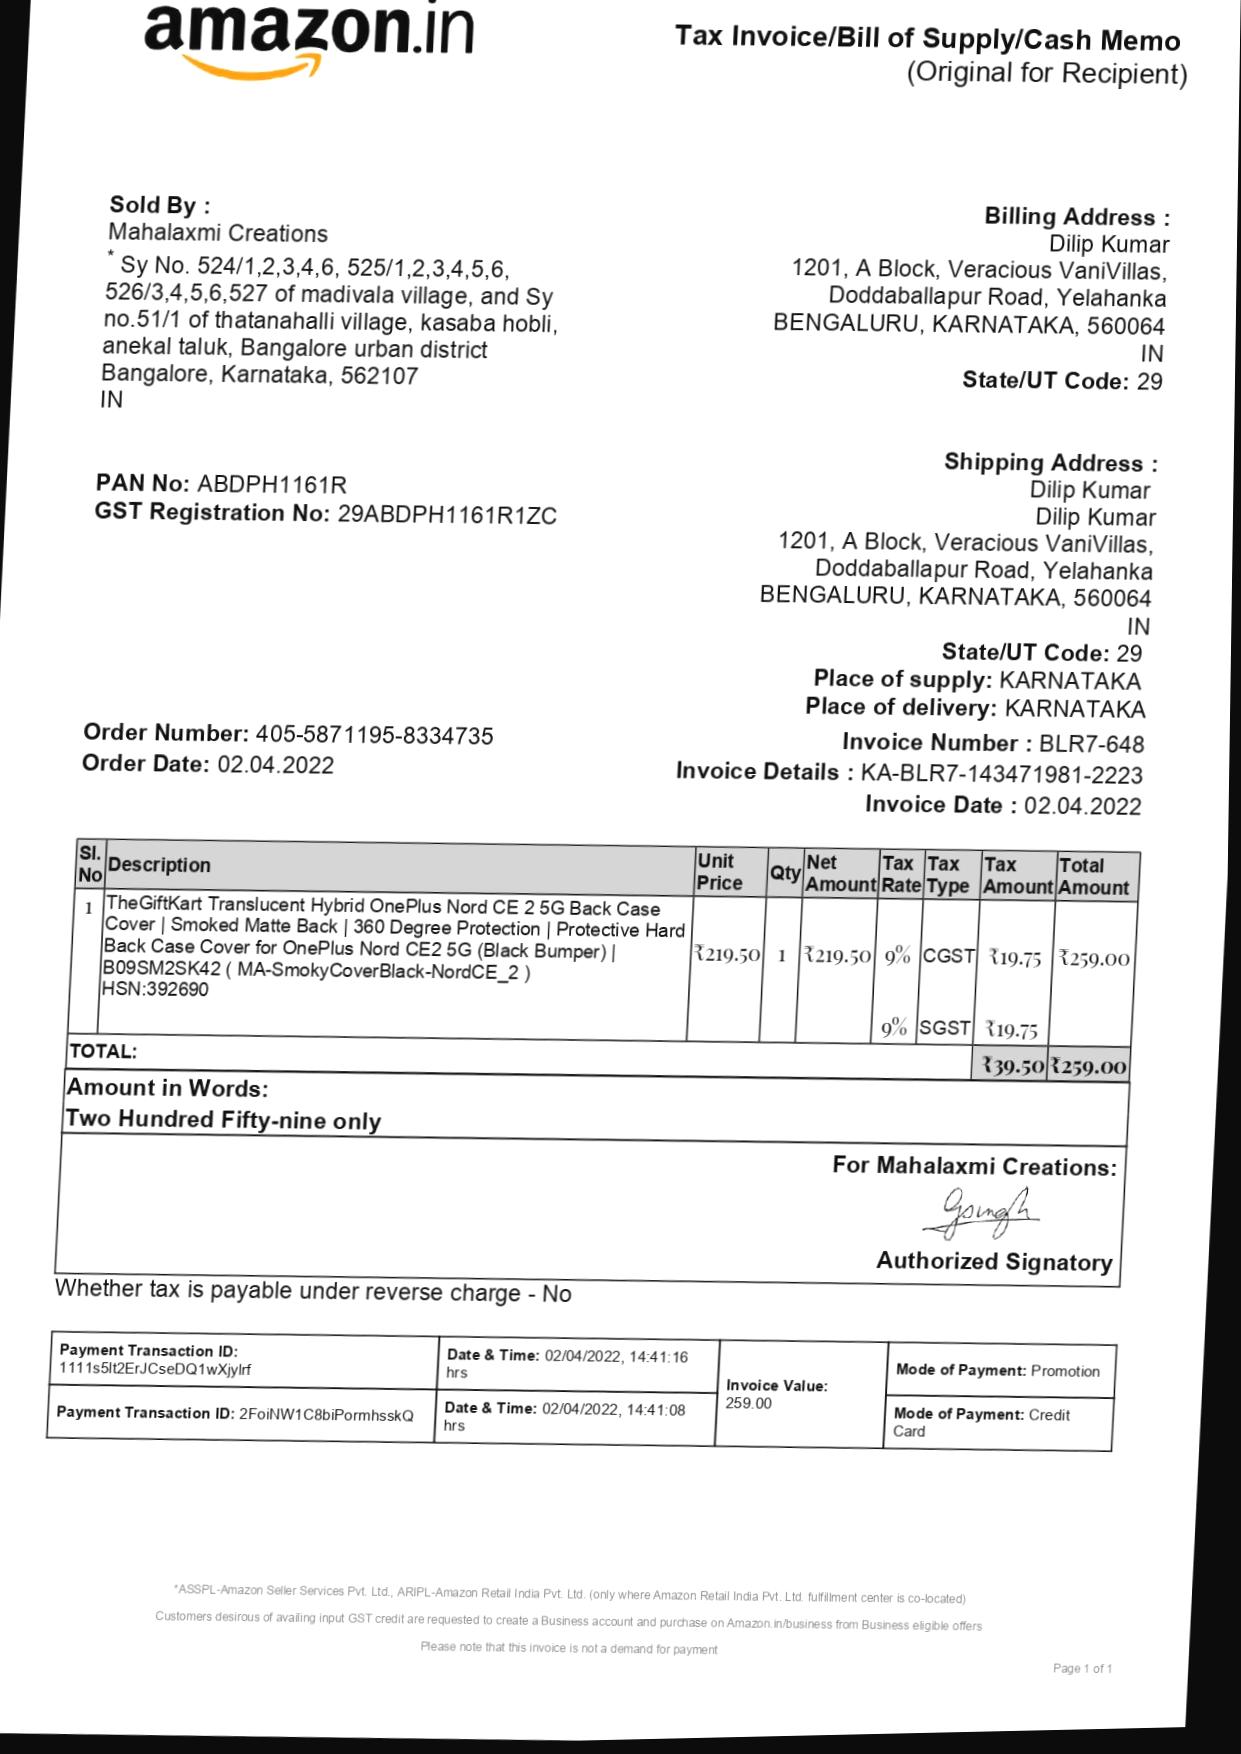 amazon.in
Tax Invoice/Bill of Supply/Cash Memo
(Original for Recipient)
Sold By :
Mahalaxmi Creations
* Sy No. 524/1,2,3,4,6, 525/1,2,3,4,5,6,
526/3,4,5,6,527 of madivala village, and Sy
no.51/1 of thatanahalli village, kasaba hobli,
anekal taluk, Bangalore urban district
Bangalore, Karnataka, 562107
IN
Billing Address :
Dilip Kumar
1201, A Block, Veracious VaniVillas,
Doddaballapur Road, Yelahanka
BENGALURU, KARNATAKA, 560064
IN
State/UT Code: 29
PAN No: ABDPH1161R
GST Registration No: 29ABDPH1161R1ZC
Shipping Address :
Dilip Kumar
Dilip Kumar
1201, A Block, Veracious VaniVillas,
Doddaballapur Road, Yelahanka
BENGALURU, KARNATAKA, 560064
IN
State/UT Code: 29
Place of supply: KARNATAKA
Place of delivery: KARNATAKA
Order Number: 405-5871195-8334735
Order Date: 02.04.2022
Invoice Number : BLR7-648
Invoice Details : KA-BLR7-143471981-2223
Invoice Date : 02.04.2022
Sl. No Description Unit Price Qty Net Amount Tax Rate Tax Type Tax Amount Total Amount
1 TheGiftKart Translucent Hybrid OnePlus Nord CE 2 5G Back Case
Cover | Smoked Matte Back | 360 Degree Protection | Protective Hard
Back Case Cover for OnePlus Nord CE2 5G (Black Bumper) |
B09SM2SK42 ( MA-SmokyCoverBlack-NordCE_2 )
HSN:392690
₹219.50 1 ₹219.50 9% CGST ₹19.75 ₹259.00
9% SGST ₹19.75
TOTAL: ₹39.50 ₹259.00
Amount in Words:
Two Hundred Fifty-nine only
For Mahalaxmi Creations:
Gsingh
Authorized Signatory
Whether tax is payable under reverse charge - No
Payment Transaction ID:
1111s5lt2ErJCseDQ1wXjyIrf
Date & Time: 02/04/2022, 14:41:16
hrs
Invoice Value:
259.00
Mode of Payment: Promotion
Payment Transaction ID: 2FoiNW1C8biPormhsskQ
Date & Time: 02/04/2022, 14:41:08
hrs
Mode of Payment: Credit
Card
*ASSPL-Amazon Seller Services Pvt. Ltd., ARIPL-Amazon Retail India Pvt. Ltd. (only where Amazon Retail India Pvt. Ltd. fulfillment center is co-located)
Customers desirous of availing input GST credit are requested to create a Business account and purchase on Amazon.in/business from Business eligible offers
Please note that this invoice is not a demand for payment
Page 1 of 1